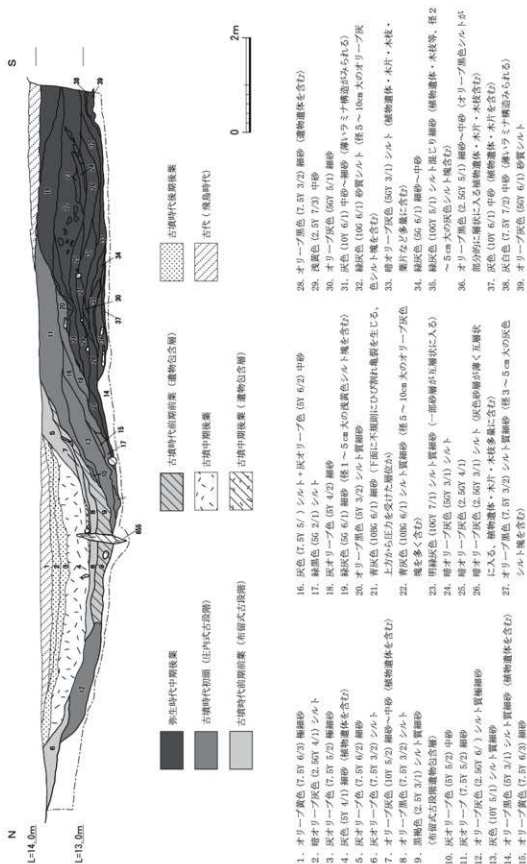 N
S
L=14.0m
L=13.0m
0
2m
弥生時代中期後葉
古墳時代初頭（庄内式古段階）
古墳時代前期前葉（布留式古段階）
古墳時代前期前葉（遺物包含層）
古墳中期後葉
古墳中期後葉（遺物包含層）
古墳時代後期後葉
古代（飛鳥時代）
1．オリーブ黄色 (7.5Y 6/3) 極細砂
2．暗オリーブ灰色 (2.5GY 4/1) シルト
3．灰オリーブ色 (7.5Y 5/2) 極細砂
4．灰色 (5Y 4/1) 細砂（植物遺体を含む）
5．灰オリーブ色 (7.5Y 6/2) 細砂
6．灰オリーブ色 (7.5Y 3/2) シルト
7．オリーブ灰色 (10Y 5/2) 細砂～中砂（植物遺体を含む）
8．オリーブ黒色 (7.5Y 3/2) シルト
9．黒褐色 (2.5Y 3/1) シルト質細砂
（布留式古段階遺物包含層）
10．灰オリーブ色 (5Y 5/2) 中砂
11．灰オリーブ (7.5Y 5/2) 細砂
12．オリーブ灰色 (2.5GY 6/ ) シルト質極細砂
13．灰色 (10Y 5/1) シルト質細砂
14．オリーブ黒色 (5Y 3/1) シルト質細砂（植物遺体を含む）
15．オリーブ黄色 (7.5Y 6/3) 細砂
16．灰色 (7.5Y 5/ ) シルト＋灰オリーブ色 (5Y 6/2) 中砂
17．緑黒色 (5G 2/1) シルト
18．灰オリーブ色 (5Y 4/2) 細砂
19．緑灰色 (5G 6/1) 細砂（径１～５cm大の浅黄色シルト塊を含む）
20．オリーブ黒色 (5Y 3/2) シルト質細砂
21．青灰色 (10BG 6/1) 細砂（下面に不規則にひび割れ亀裂を生じる、
上方から圧力を受けた層位か）
22．青灰色 (10BG 6/1) シルト質細砂（径５～10cm大のオリーブ灰色
塊を多く含む）
23．明緑灰色 (10GY 7/1) シルト質細砂（一部砂層が互層状に入る）
24．暗オリーブ灰色 (5GY 3/1) シルト
25．暗オリーブ灰色 (2.5GY 4/1)
26．暗オリーブ灰色 (2.5GY 3/1) シルト（灰色砂層が薄く互層状
に入る、植物遺体・木片・木枝多量に含む）
27．オリーブ黒色 (7.5Y 3/2) シルト質細砂（径３～５cm大の灰色
シルト塊を含む）
28．オリーブ黒色 (7.5Y 3/2) 細砂（遺物遺体を含む）
29．浅黄色 (2.5Y 7/3) 中砂
30．オリーブ灰色 (5GY 5/1) 細砂
31．灰色 (10Y 6/1) 中砂～細砂（薄いラミナ構造がみられる）
32．緑灰色 (10G 6/1) 砂質シルト（径５～10cm大のオリーブ灰
色シルト塊を含む）
33．暗オリーブ灰色 (5GY 3/1) シルト（植物遺体・木片・木枝・
葉片など多量に含む）
34．緑灰色 (5G 6/1) 細砂～中砂
35．緑灰色 (10GY 5/1) シルト混じり細砂（植物遺体・木枝等、径２
～５cm大の灰色シルト塊含む）
36．オリーブ黒色 (2.5GY 5/1) 細砂～中砂（オリーブ黒色シルトが
部分的に層状に入る植物遺体・木片・木枝含む）
37．灰色 (10Y 6/1) 中砂（植物遺体・木片を含む）
38．灰白色 (7.5Y 7/2) 中砂（薄いラミナ構造がみられる）
39．オリーブ灰色 (5GY 6/1) 砂質シルト